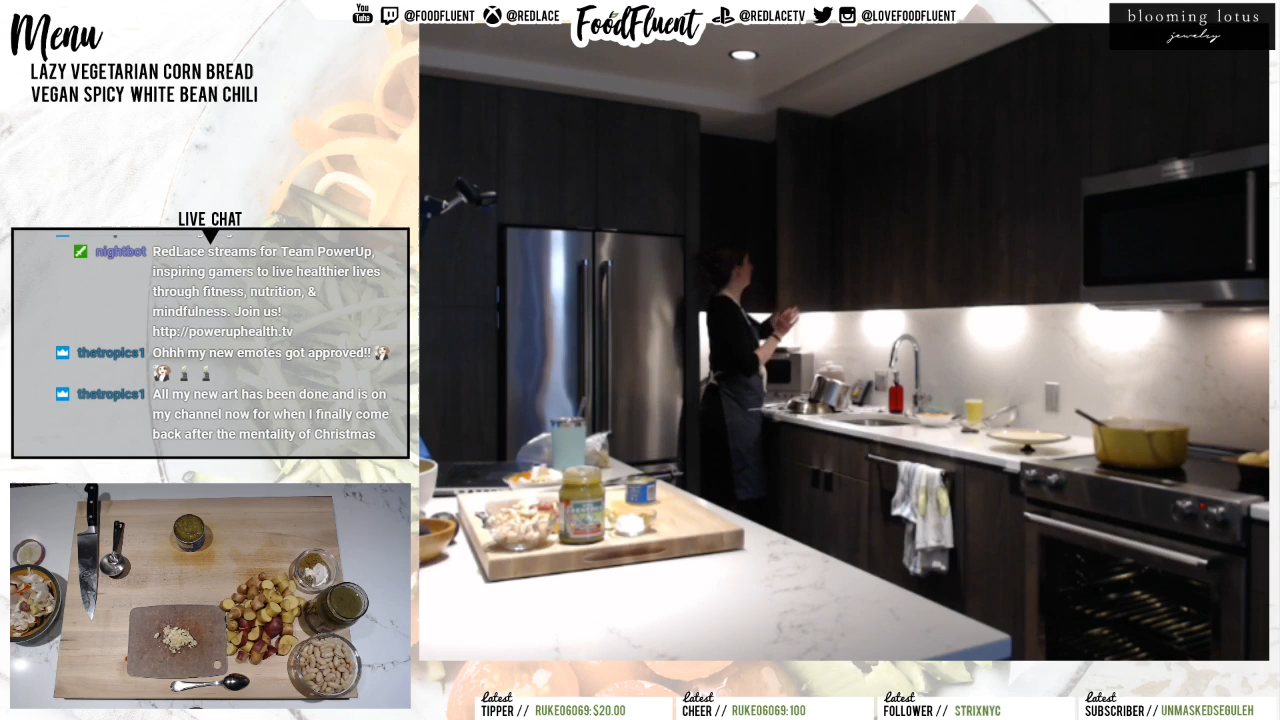 Menu
LAZY VEGETARIAN CORN BREAD
VEGAN SPICY WHITE BEAN CHILI
You Tube @FOODFLUENT @REDLACE FoodFluent @REDLACETV @LOVEFOODFLUENT
blooming lotus
jewelry
LIVE CHAT
nightbot RedLace streams for Team PowerUp,
inspiring gamers to live healthier lives
through fitness, nutrition, &
mindfulness. Join us!
http://poweruphealth.tv
thetropics1 Ohhh my new emotes got approved!!
thetropics1 All my new art has been done and is on
my channel now for when I finally come
back after the mentality of Christmas
latest
TIPPER // RUKE06069: $20.00
latest
CHEER // RUKE06069: 100
latest
FOLLOWER // STRIXNYC
latest
SUBSCRIBER // UNMASKEDSEGULEH